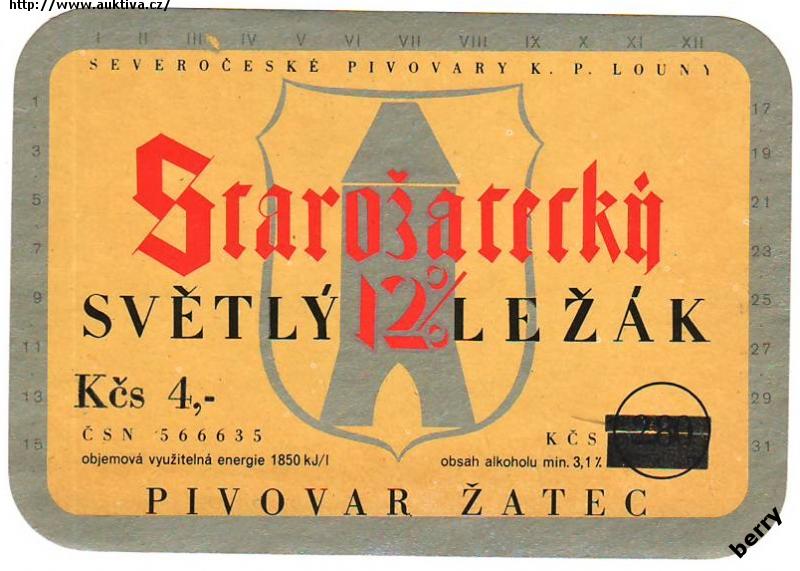 http://www.auktiva.cz/
I II III IV V VI VII VIII IX X XI XII
SEVEROČESKÉ PIVOVARY K. P. LOUNY
1 17
3 19
5 21
Starožatecký
7 23
9 25
SVĚTLÝ 12% LEŽÁK
11 27
13 29
Kčs 4,-
ČSN 566635
KČS 280
15 31
objemová využitelná energie 1850 kJ/l
obsah alkoholu min. 3,1 %
PIVOVAR ŽATEC
berry